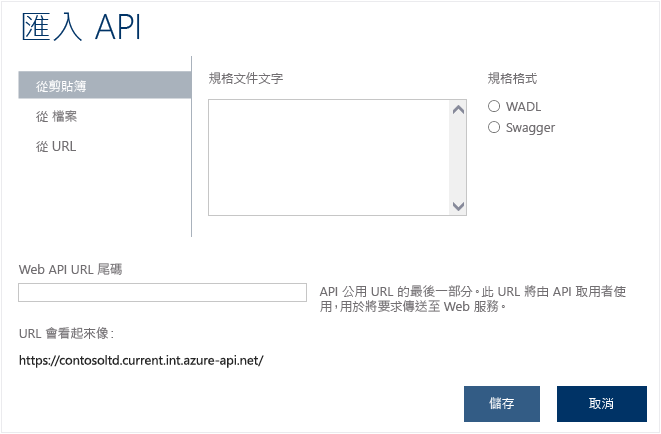 匯入 API
從剪貼簿
從 檔案
從 URL
規格文件文字
規格格式
WADL
Swagger
Web API URL 尾碼
API 公用 URL 的最後一部分。此 URL 將由 API 取用者使
用，用於將要求傳送至 Web 服務。
URL 會看起來像：
https://contosoltd.current.int.azure-api.net/
儲存
取消